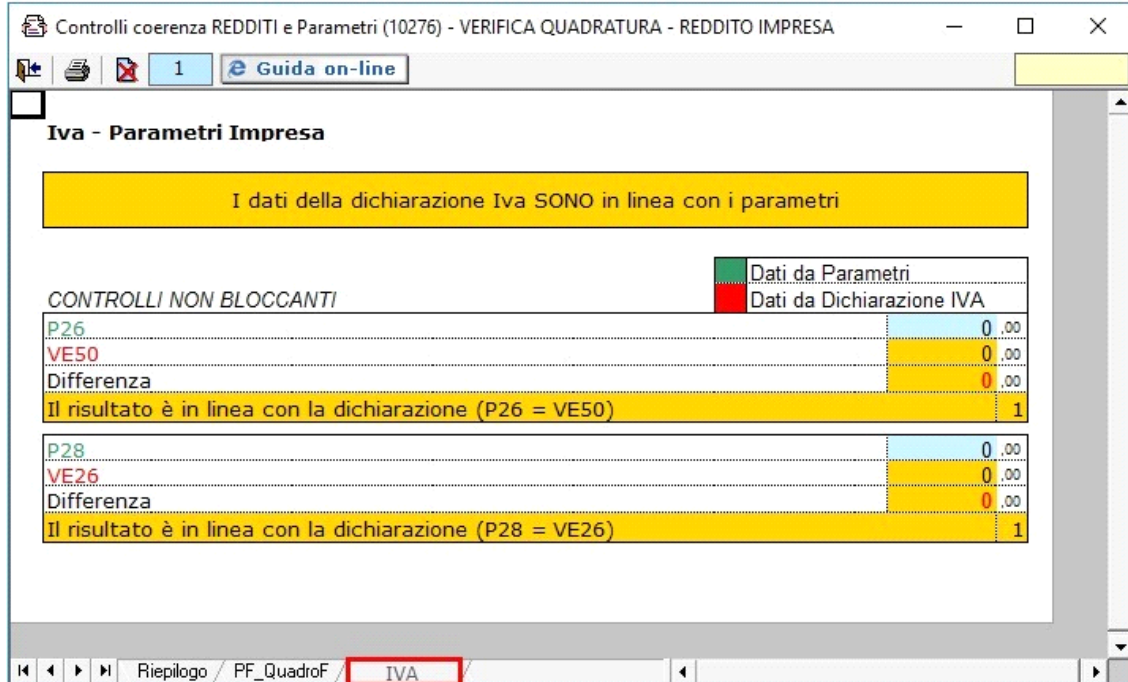 Controlli coerenza REDDITI e Parametri (10276) - VERIFICA QUADRATURA - REDDITO IMPRESA
1 Guida on-line
Iva - Parametri Impresa
I dati della dichiarazione Iva SONO in linea con i parametri
Dati da Parametri
CONTROLLI NON BLOCCANTI Dati da Dichiarazione IVA
P26 0 ,00
VE50 0 ,00
Differenza 0 ,00
Il risultato è in linea con la dichiarazione (P26 = VE50) 1
P28 0 ,00
VE26 0 ,00
Differenza 0 ,00
Il risultato è in linea con la dichiarazione (P28 = VE26) 1
Riepilogo PF_QuadroF IVA